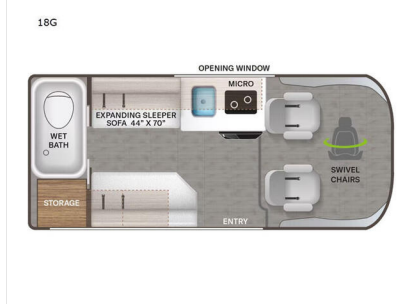 18G
OPENING WINDOW
MICRO
EXPANDING SLEEPER
SOFA 44" X 70"
WET
BATH
SWIVEL
CHAIRS
STORAGE
ENTRY